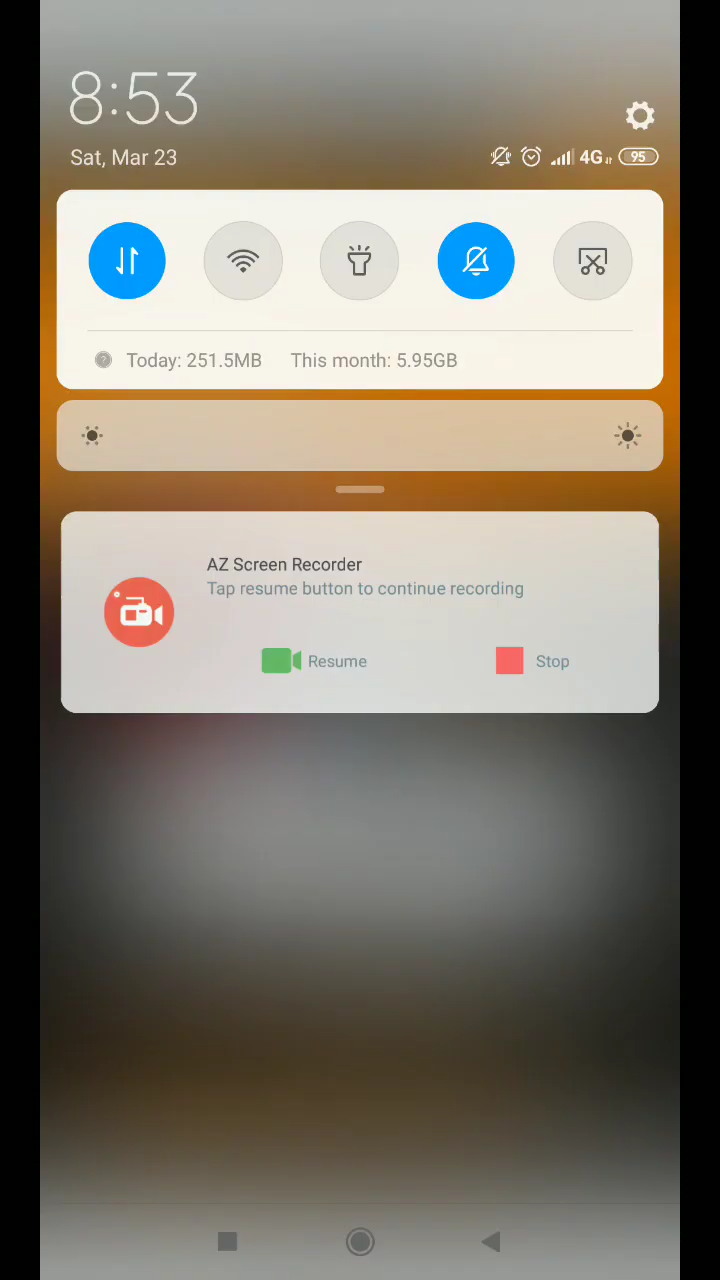 8:53
Sat, Mar 23
4G
95
Today: 251.5MB This month: 5.95GB
AZ Screen Recorder
Tap resume button to continue recording
Resume Stop